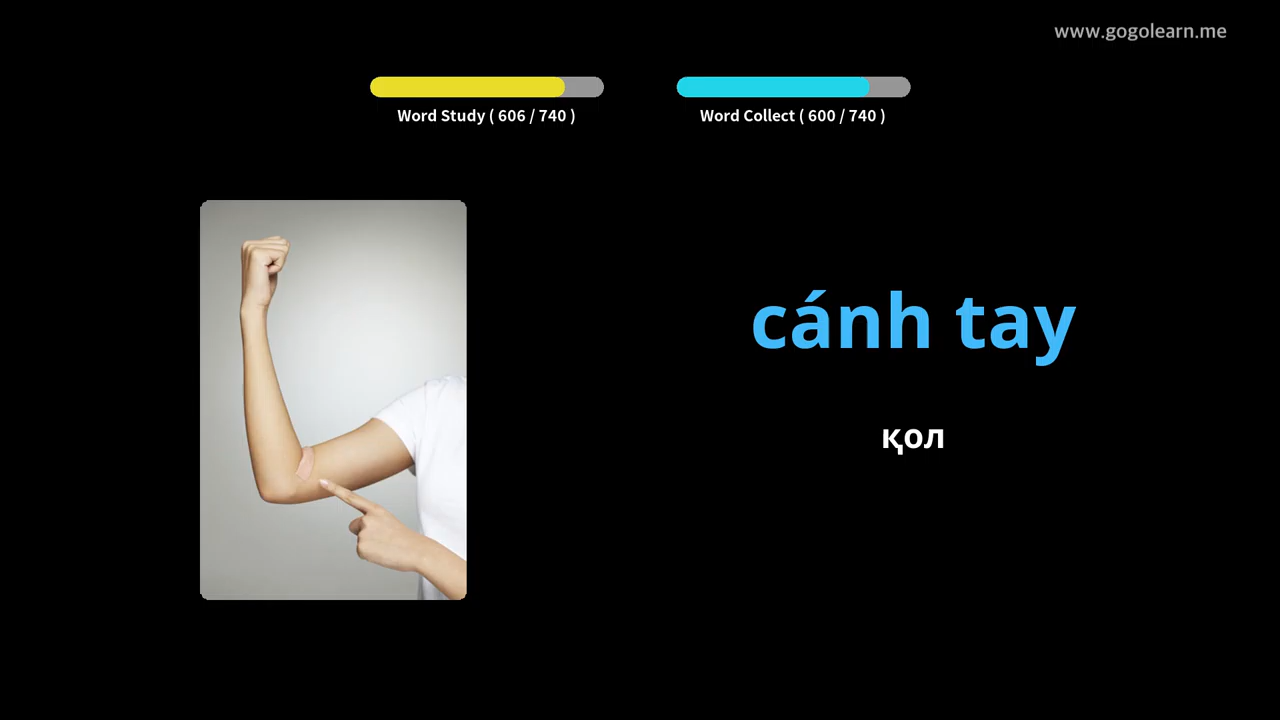 www.gogolearn.me
Word Study ( 606 / 740 )
Word Collect ( 600 / 740 )
cánh tay
қол